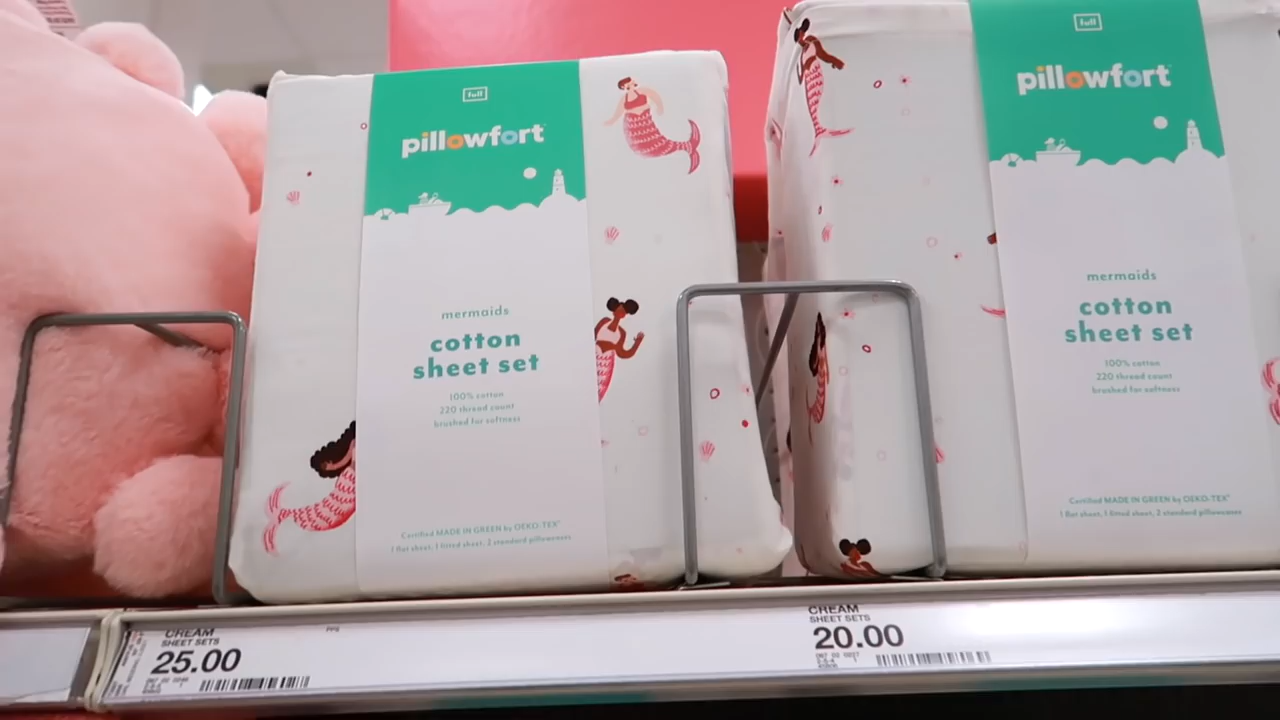 full
pillowfort
mermaids
cotton
sheet set
100% cotton
220 thread count
brushed for softness
Certified MADE IN GREEN by OEKO-TEX®
1 flat sheet, 1 fitted sheet, 2 standard pillowcases
full
pillowfort
mermaids
cotton
sheet set
100% cotton
220 thread count
brushed for softness
Certified MADE IN GREEN by OEKO-TEX®
1 flat sheet, 1 fitted sheet, 2 standard pillowcases
CREAM
SHEET SETS
25.00
CREAM
SHEET SETS
20.00